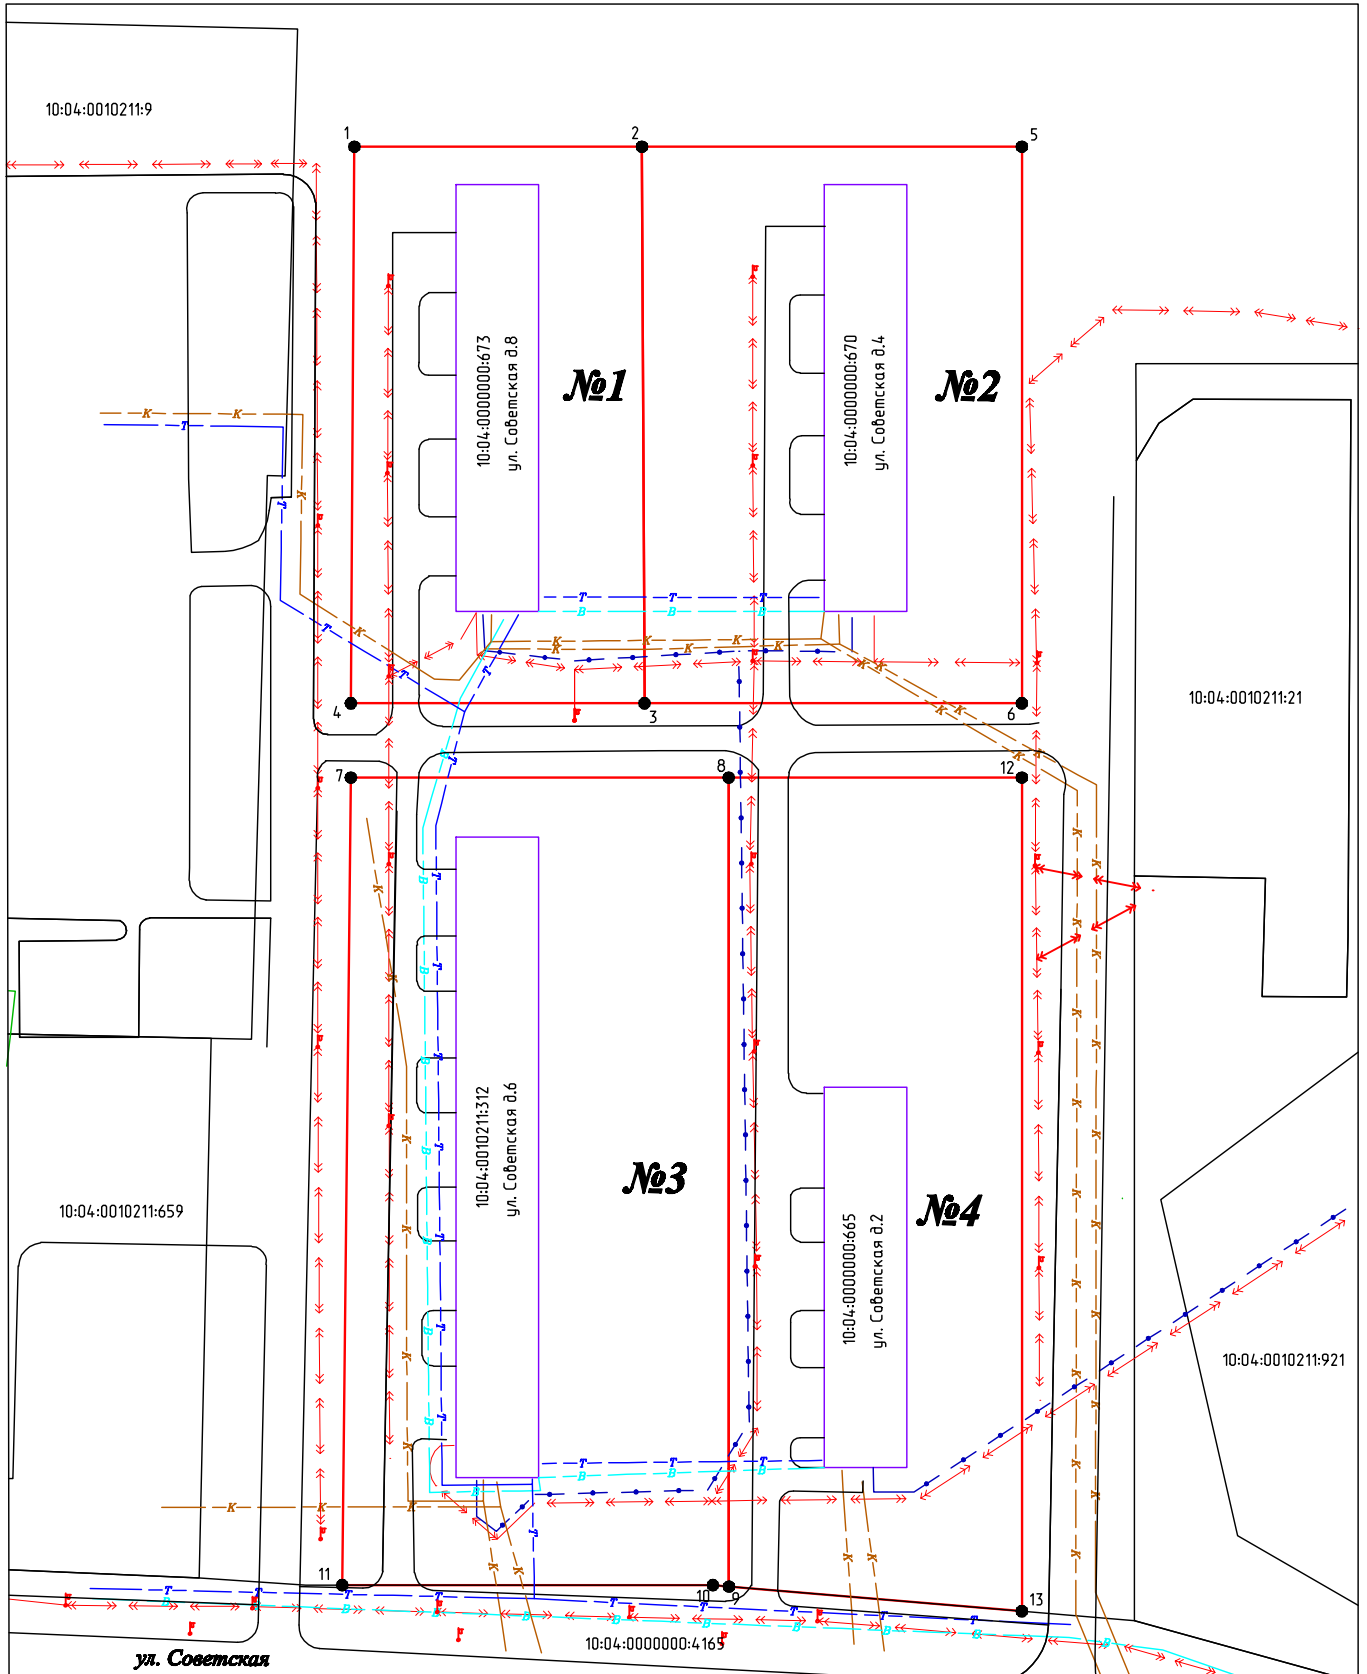 10:04:0010211:9
1
2
5
10:04:0000000:673
ул. Советская д.8
№1
10:04:0000000:670
ул. Советская д.4
№2
К
К
Т
К
Т
Т
К
Т
Т
Т
В
В
К
К
К
К
К
Т
Т
К
К
К
4
3
6
10:04:0010211:21
Т
7
8
12
К
К
К
В
Т
К
К
К
В
Т
К
К
В
Т
К
К
10:04:0010211:312
ул. Советская д.6
№3
10:04:0000000:665
ул. Советская д.2
№4
10:04:0010211:659
10:04:0010211:921
Т
Т
В
В
В
К
К
К
Т
К
К
К
К
11
10
9
13
Т
Т
Т
Т
Т
Т
Т
В
В
В
В
В
В
10:04:0000000:4165
ул. Советская